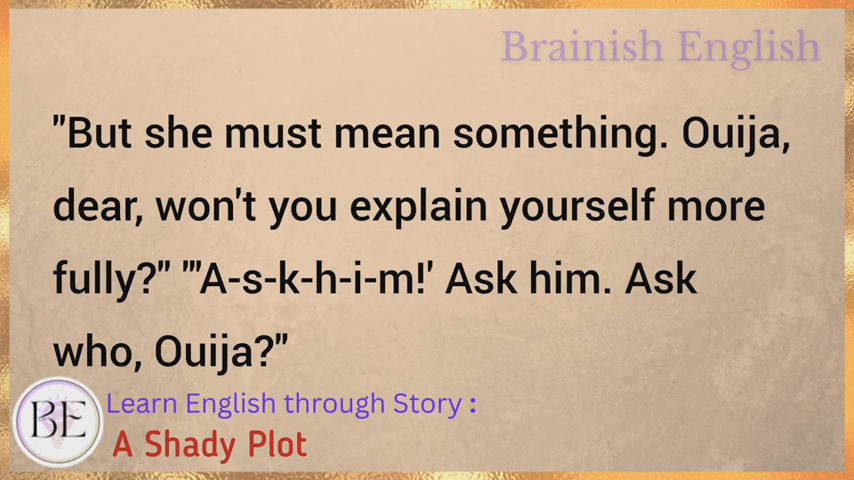 Brainish English
"But she must mean something. Ouija,
dear, won't you explain yourself more
fully?" "'A-s-k-h-i-m!' Ask him. Ask
who, Ouija?"
BE
Learn English through Story :
A Shady Plot